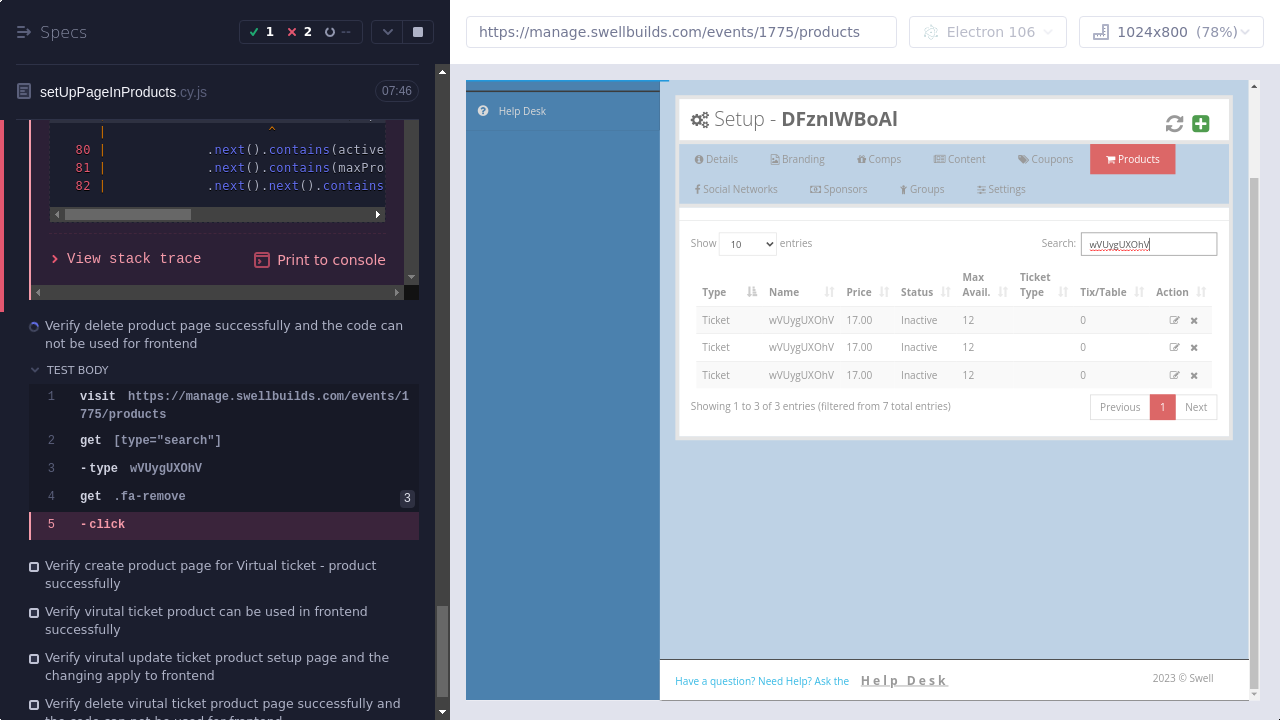 Specs
1
2
--
setUpPageInProducts.cy.js
07:46
| ^
80 | .next().contains(active
81 | .next().contains(maxPro
82 | .next().next().contains
View stack trace
Print to console
Verify delete product page successfully and the code can
not be used for frontend
TEST BODY
1 visit https://manage.swellbuilds.com/events/1
775/products
2 get [type="search"]
3 -type wVUygUXOhV
4 get .fa-remove 3
5 -click
Verify create product page for Virtual ticket - product
successfully
Verify virutal ticket product can be used in frontend
successfully
Verify virutal update ticket product setup page and the
changing apply to frontend
Verify delete virutal ticket product page successfully and
the code can not be used for frontend
https://manage.swellbuilds.com/events/1775/products
Electron 106
1024x800 (78%)
Help Desk
Setup - DFznIWBoAl
Details Branding Comps Content Coupons Products
Social Networks Sponsors Groups Settings
Show 10 entries
Search: wVUygUXOhV
Type Name Price Status Max Avail. Ticket Type Tix/Table Action
Ticket wVUygUXOhV 17.00 Inactive 12 0
Ticket wVUygUXOhV 17.00 Inactive 12 0
Ticket wVUygUXOhV 17.00 Inactive 12 0
Showing 1 to 3 of 3 entries (filtered from 7 total entries)
Previous 1 Next
Have a question? Need Help? Ask the Help Desk
2023 © Swell